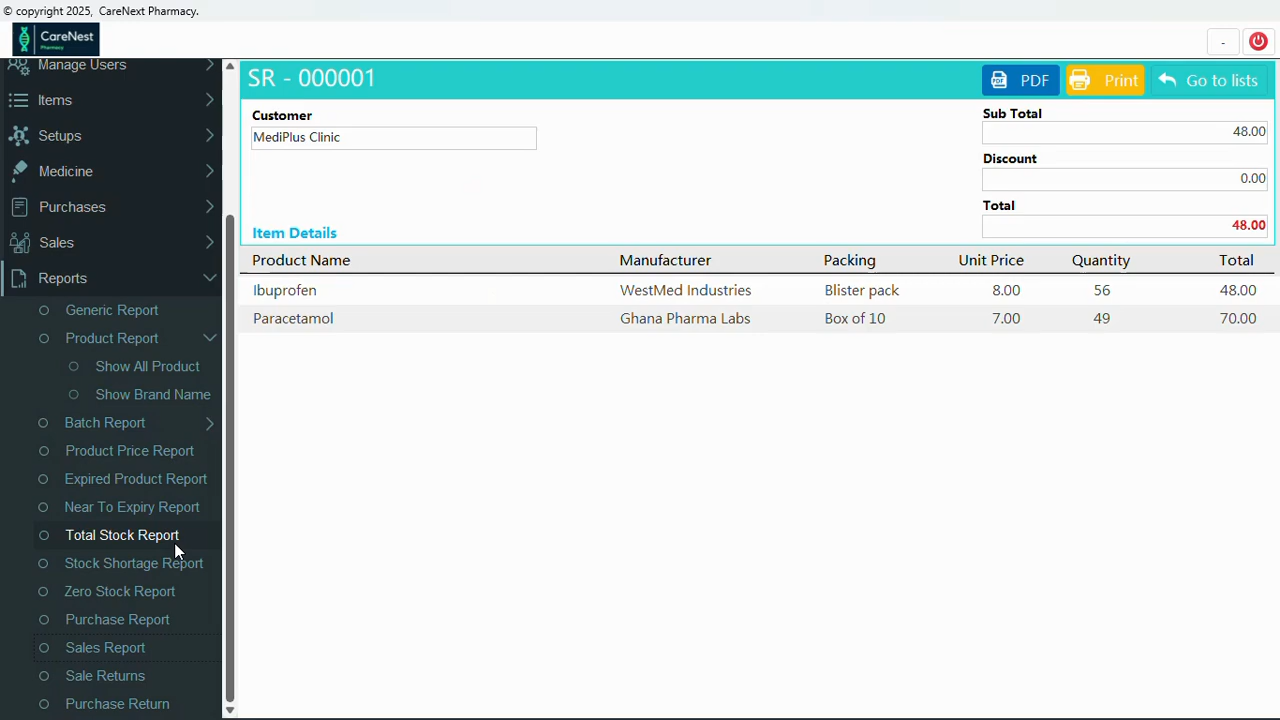 © copyright 2025, CareNext Pharmacy.
CareNest
Pharmacy
-
Manage Users
Items
Setups
Medicine
Purchases
Sales
Reports
Generic Report
Product Report
Show All Product
Show Brand Name
Batch Report
Product Price Report
Expired Product Report
Near To Expiry Report
Total Stock Report
Stock Shortage Report
Zero Stock Report
Purchase Report
Sales Report
Sale Returns
Purchase Return
SR - 000001
PDF PDF Print Go to lists
Customer
MediPlus Clinic
Sub Total
48.00
Discount
0.00
Total
48.00
Item Details
Product Name Manufacturer Packing Unit Price Quantity Total
Ibuprofen WestMed Industries Blister pack 8.00 56 48.00
Paracetamol Ghana Pharma Labs Box of 10 7.00 49 70.00